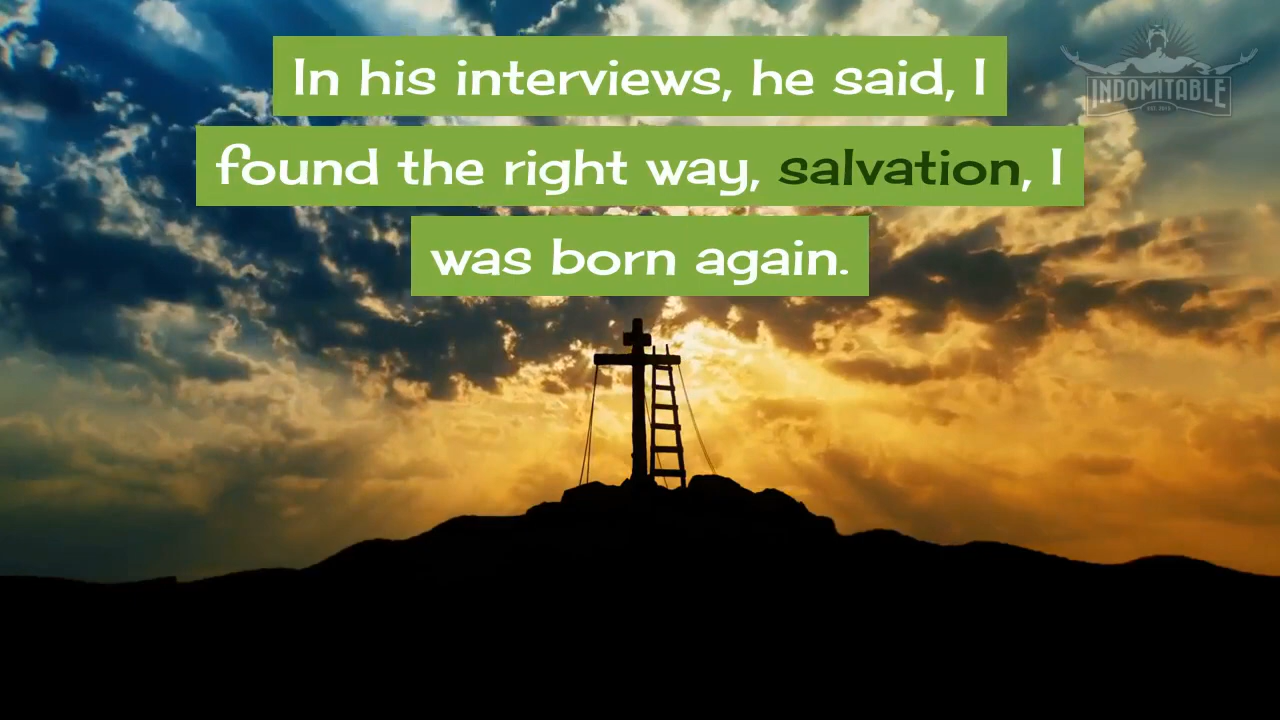 In his interviews, he said, I
found the right way, salvation, I
was born again.
INDOMITABLE